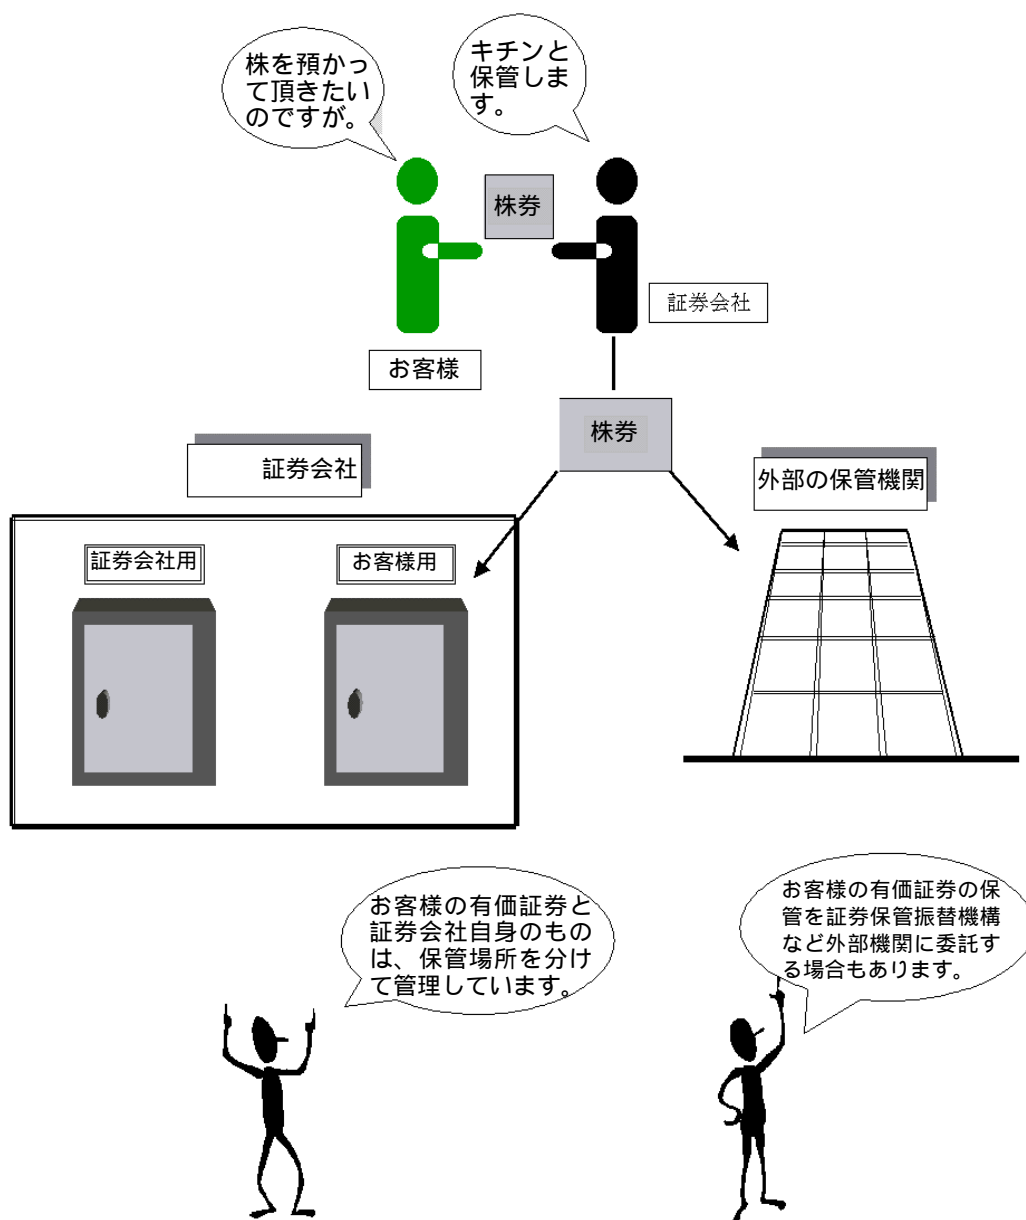 株を預かっ
て頂きたい
のですが。
キチンと
保管しま
す。
株券
証券会社
お客様
株券
証券会社
外部の保管機関
証券会社用
お客様用
お客様の有価証券と
証券会社自身のもの
は、保管場所を分け
て管理しています。
お客様の有価証券の保
管を証券保管振替機構
など外部機関に委託す
る場合もあります。